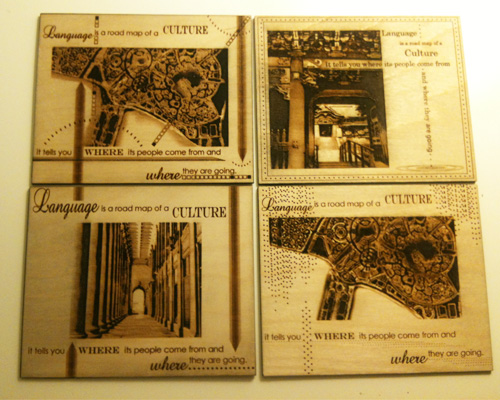 Language is a road map of a CULTURE
it tells you WHERE its people come from and
where they are going.
Language
is a road map of a
Culture
it tells you where its people come from
and where they are going.
Language is a road map of a CULTURE
it tells you WHERE its people come from and
where they are going.
Language is a road map of a CULTURE
it tells you WHERE its people come from and
where they are going.